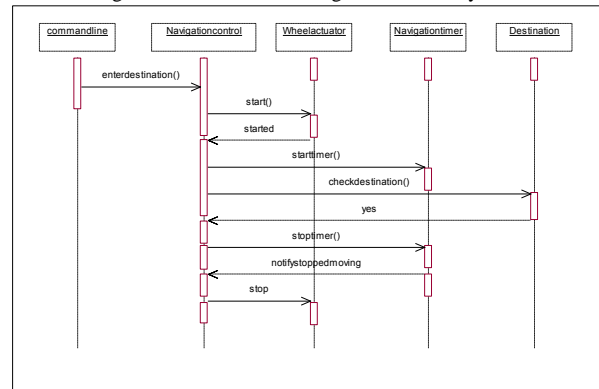 commandline Navigationcontrol Wheelactuator Navigationtimer Destination
enterdestination()
start()
started
starttimer()
checkdestination()
yes
stoptimer()
notifystoppedmoving
stop